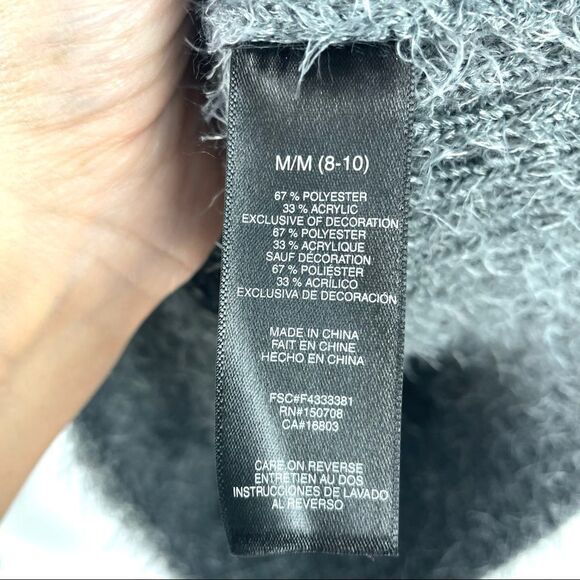 M/M (8-10)
67 % POLYESTER
33 % ACRYLIC
EXCLUSIVE OF DECORATION
67 % POLYESTER
33 % ACRYLIQUE
SAUF DÉCORATION
67 % POLIÉSTER
33 % ACRÍLICO
EXCLUSIVA DE DECORACIÓN
MADE IN CHINA
FAIT EN CHINE
HECHO EN CHINA
FSC#F4333381
RN#150708
CA#16803
CARE ON REVERSE
ENTRETIEN AU DOS
INSTRUCCIONES DE LAVADO
AL REVERSO